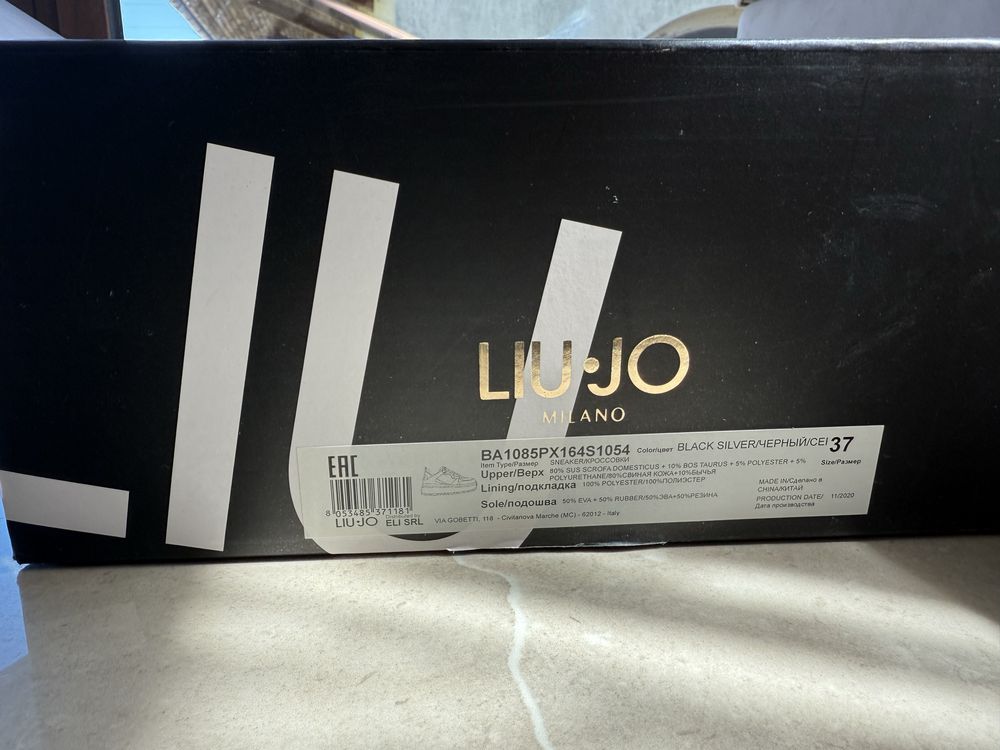 LIU
LIU·JO
MILANO
EAC
BA1085PX164S1054 Color/цвет BLACK SILVER/ЧЕРНЫЙ/СЕ 37
Item Type/Размер SNEAKER/КРОССОВКИ Size/Размер
Upper/Верх 80% SUS SCROFA DOMESTICUS + 10% BOS TAURUS + 5% POLYESTER + 5%
POLYURETHANE/80%СВИНАЯ КОЖА+10%БЫЧЬЯ
Lining/подкладка 100% POLYESTER/100%ПОЛИЭСТЕР
Sole/подошва 50% EVA + 50% RUBBER/50%ЭВА+50%РЕЗИНА
MADE IN/Сделано в
CHINA/КИТАЙ
PRODUCTION DATE/ 11/2020
Дата производства
8 053485 371181
LIU·JO Distributed by ELI SRL VIA GOBETTI, 118 - Civitanova Marche (MC) - 62012 - Italy